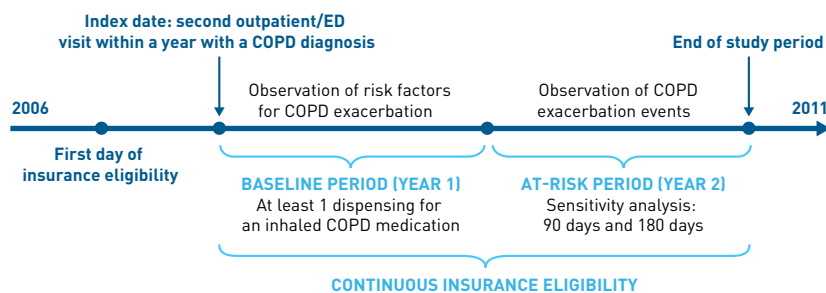 Index date: second outpatient/ED
visit within a year with a COPD diagnosis
End of study period
Observation of risk factors
for COPD exacerbation
Observation of COPD
exacerbation events
2006
2011
First day of
insurance eligibility
BASELINE PERIOD (YEAR 1)
At least 1 dispensing for
an inhaled COPD medication
AT-RISK PERIOD (YEAR 2)
Sensitivity analysis:
90 days and 180 days
CONTINUOUS INSURANCE ELIGIBILITY